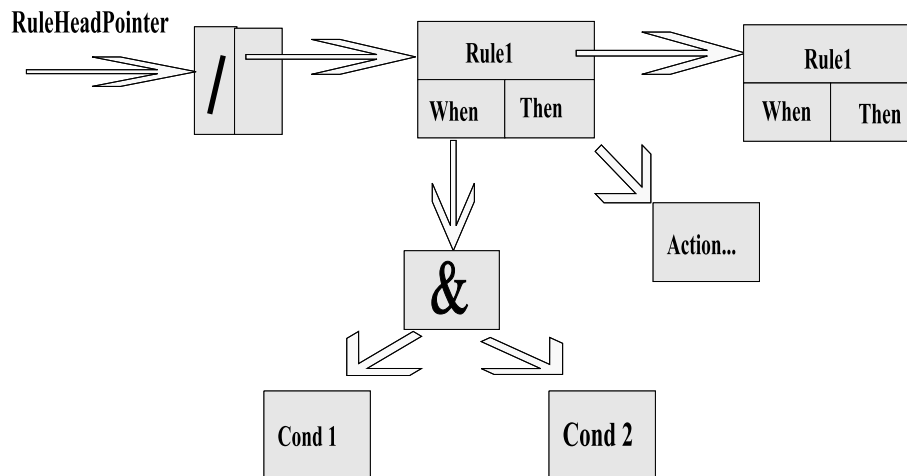 RuleHeadPointer
/
Rule1
Rule1
When
Then
When
Then
Action...
&
Cond 1
Cond 2